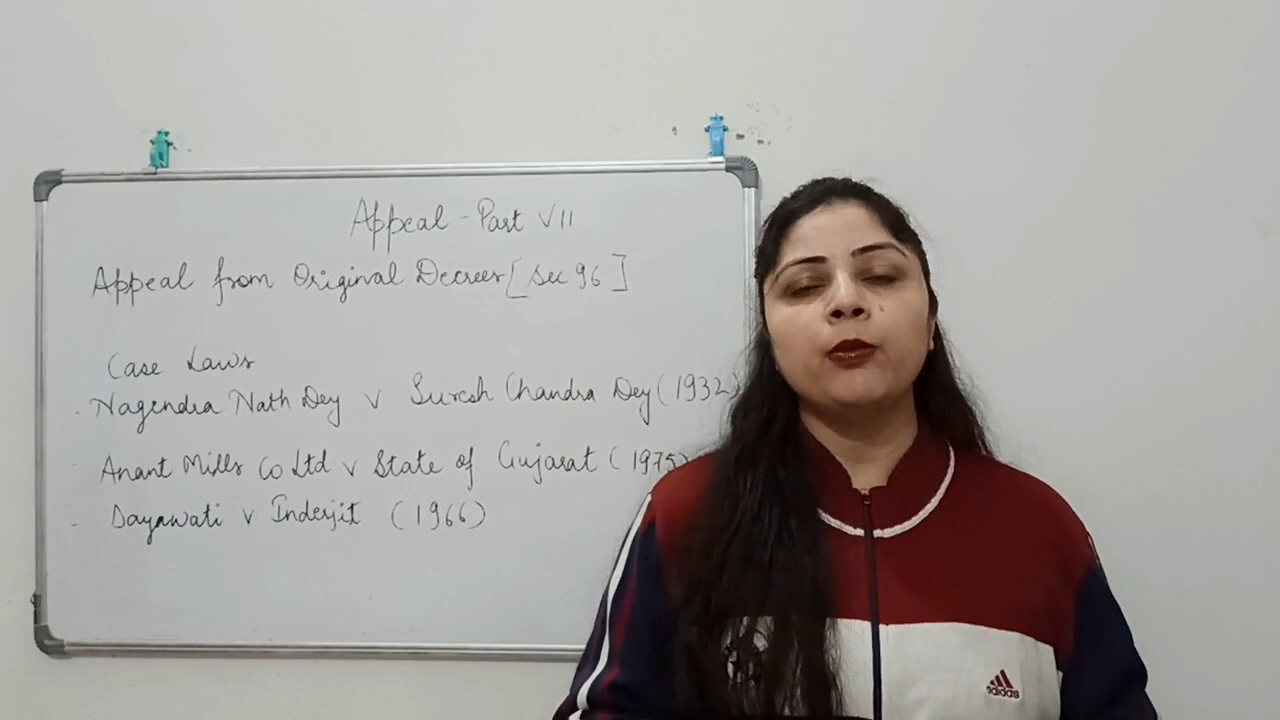 Appeal - Part VII
Appeal from Original Decrees [Sec 96]
Case Laws
- Nagendra Nath Dey v Suresh Chandra Dey (1932)
- Anant Mills Co Ltd v State of Gujarat (1975)
- Dayawati v Inderjit (1966)
adidas